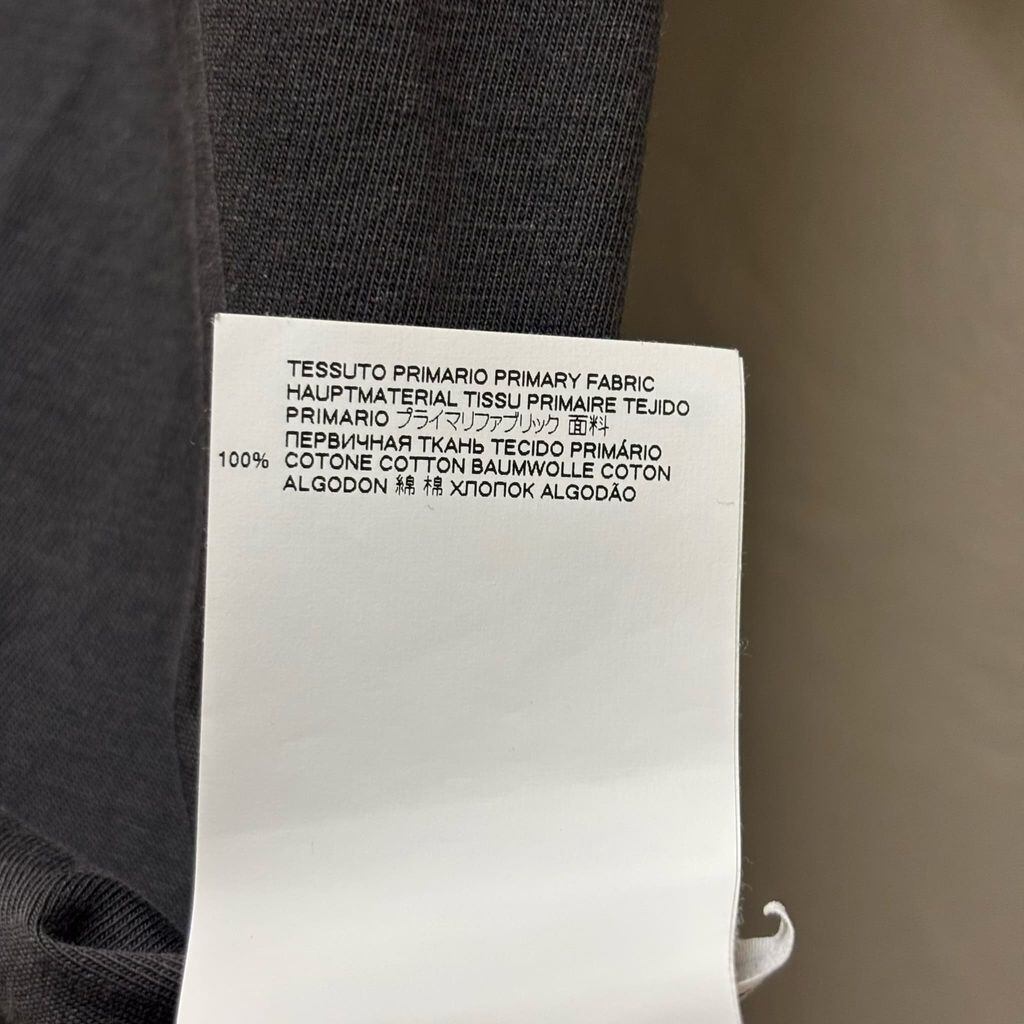 TESSUTO PRIMARIO PRIMARY FABRIC
HAUPTMATERIAL TISSU PRIMAIRE TEJIDO
PRIMARIO プライマリファブリック 面料
ПЕРВИЧНАЯ ТКАНЬ TECIDO PRIMÁRIO
100% COTONE COTTON BAUMWOLLE COTON
ALGODON 綿 棉 ХЛОПОК ALGODÃO